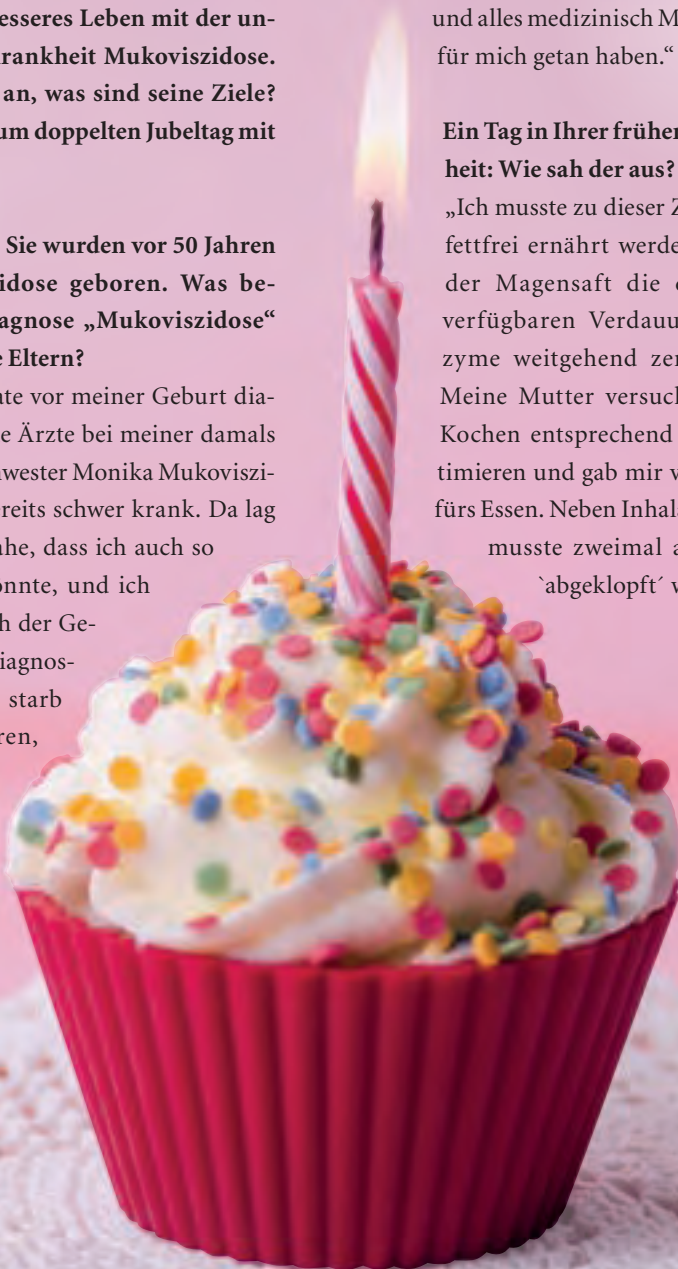 esseres Leben mit der un-
rankheit Mukoviszidose.
an, was sind seine Ziele?
um doppelten Jubeltag mit
Sie wurden vor 50 Jahren
idose geboren. Was be-
agnose „Mukoviszidose“
e Eltern?
ate vor meiner Geburt dia-
e Ärzte bei meiner damals
wester Monika Mukoviszi-
reits schwer krank. Da lag
ahe, dass ich auch so
onnte, und ich
h der Ge-
iagnos-
starb
ren,
und alles medizinisch M
für mich getan haben.“
Ein Tag in Ihrer früher
heit: Wie sah der aus?
„Ich musste zu dieser Z
fettfrei ernährt werde
der Magensaft die
verfügbaren Verdauu
zyme weitgehend zer
Meine Mutter versuch
Kochen entsprechend
timieren und gab mir v
fürs Essen. Neben Inhal
musste zweimal a
`abgeklopft´ w